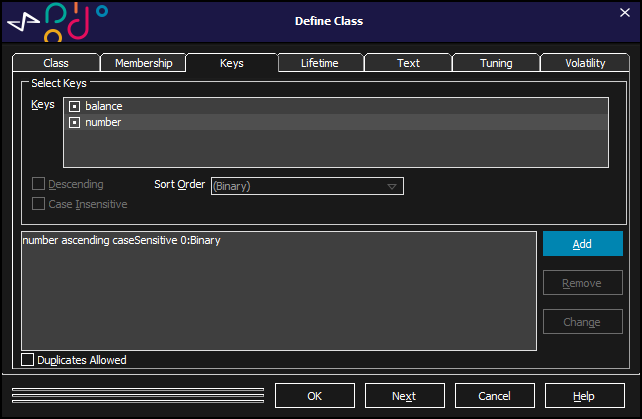 Define Class
Class Membership Keys Lifetime Text Tuning Volatility
Select Keys
Keys
balance
number
Descending
Sort Order (Binary)
Case Insensitive
number ascending caseSensitive 0:Binary
Add
Remove
Change
Duplicates Allowed
OK Next Cancel Help